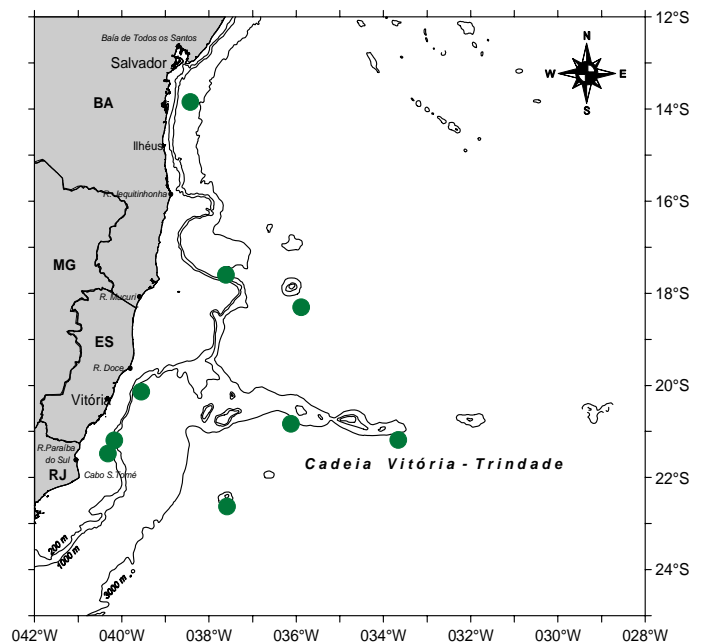 12°S
Baía de Todos os Santos
N
Salvador
W
E
S
BA
14°S
Ilhéus
R. Jequitinhonha
16°S
MG
R. Mucuri
18°S
ES
R. Doce
20°S
Vitória
R.Paraíba
do Sul
Cadeia Vitória - Trindade
RJ
Cabo S.Tomé
22°S
200 m
1000 m
3000 m
24°S
042°W
040°W
038°W
036°W
034°W
032°W
030°W
028°W